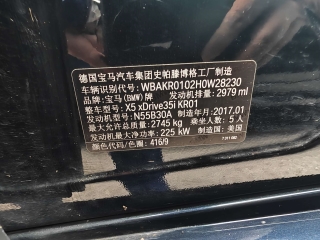 德国宝马汽车集团史帕滕博格工厂制造
车辆识别代号: WBAKR0102H0W28230
品牌: 宝马(BMW)牌 发动机排量: 2979 ml
整车型号: X5 xDrive35i KR01
发动机型号: N55B30A 制造年月: 2017.01
最大允许总质量: 2745 kg 乘坐人数: 5 人
发动机最大净功率: 225 kW 制造国: 美国
颜色代码/色圈: 416/9